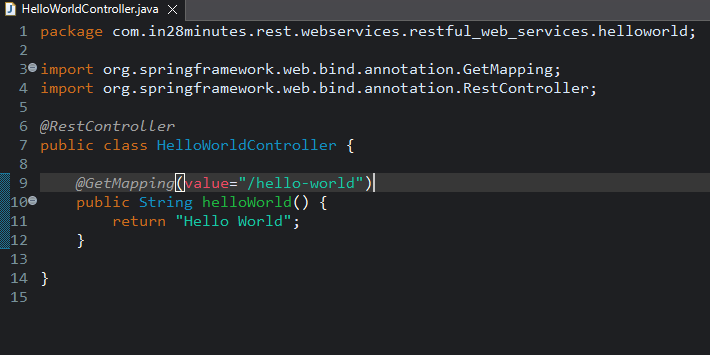 HelloWorldController.java
1 package com.in28minutes.rest.webservices.restful_web_services.helloworld;
2
3 import org.springframework.web.bind.annotation.GetMapping;
4 import org.springframework.web.bind.annotation.RestController;
5
6 @RestController
7 public class HelloWorldController {
8
9     @GetMapping(value="/hello-world")
10     public String helloWorld() {
11         return "Hello World";
12     }
13
14 }
15